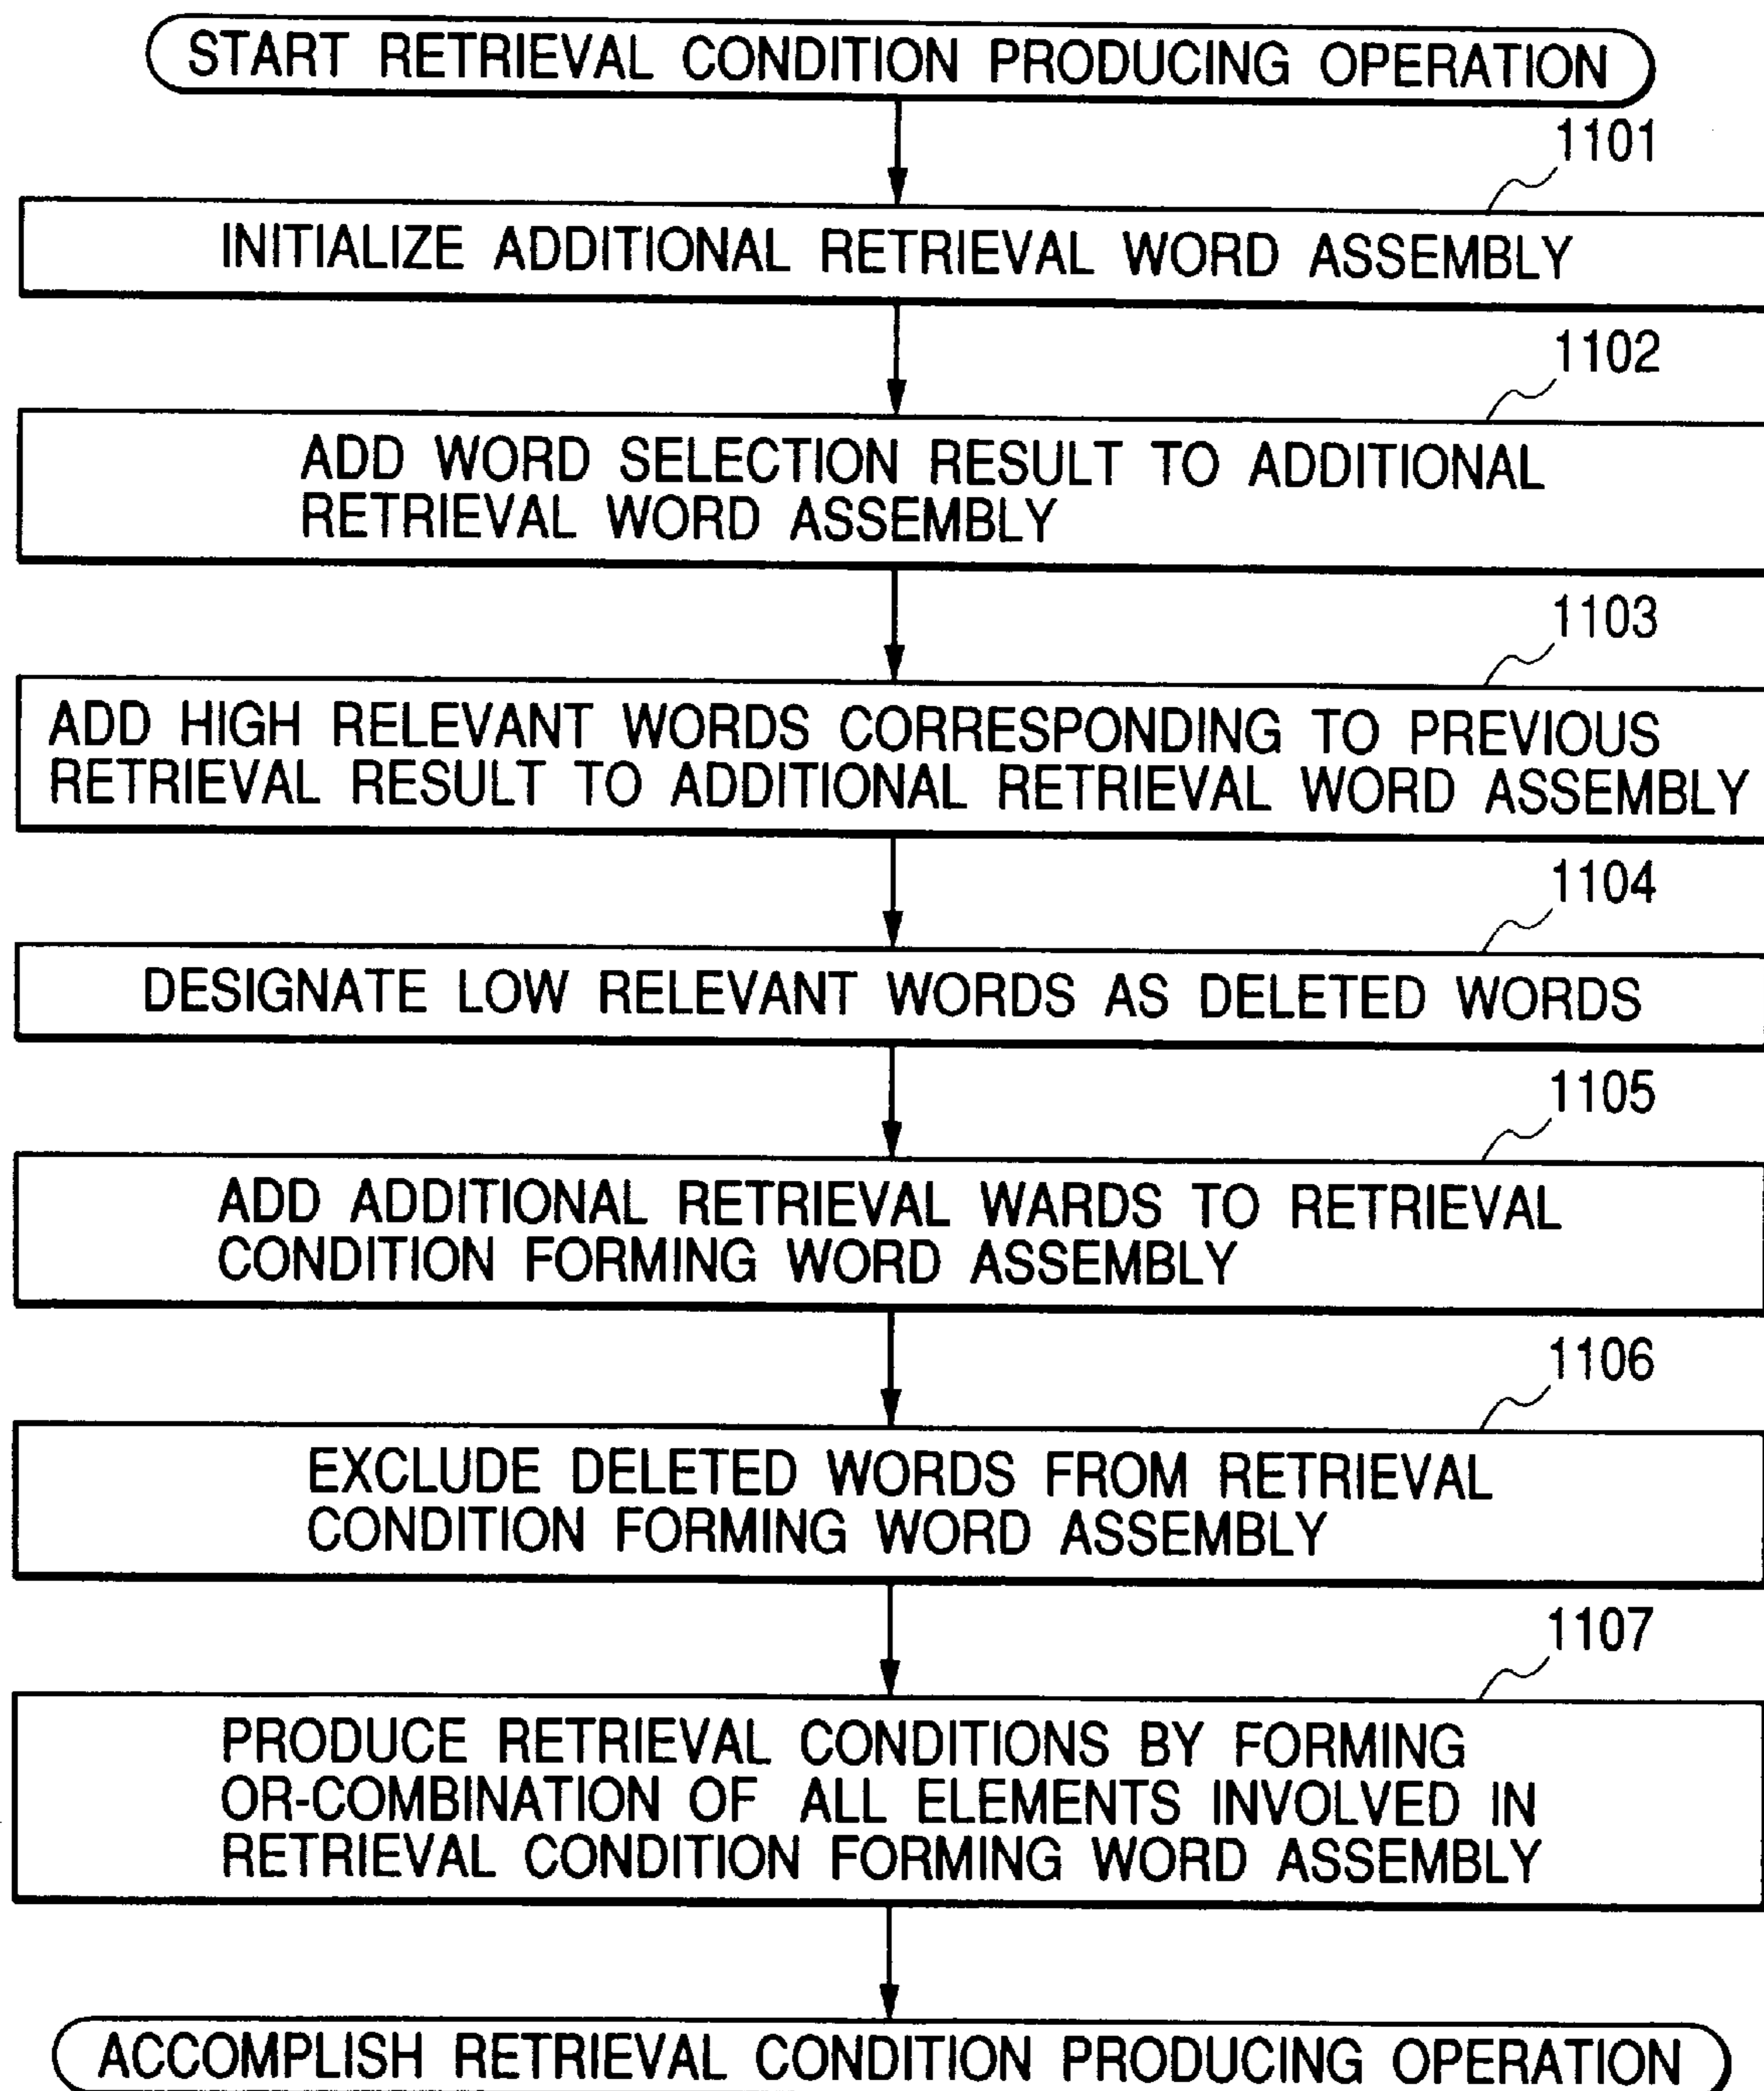 START RETRIEVAL CONDITION PRODUCING OPERATION
1101
INITIALIZE ADDITIONAL RETRIEVAL WORD ASSEMBLY
1102
ADD WORD SELECTION RESULT TO ADDITIONAL
RETRIEVAL WORD ASSEMBLY
1103
ADD HIGH RELEVANT WORDS CORRESPONDING TO PREVIOUS
RETRIEVAL RESULT TO ADDITIONAL RETRIEVAL WORD ASSEMBLY
1104
DESIGNATE LOW RELEVANT WORDS AS DELETED WORDS
1105
ADD ADDITIONAL RETRIEVAL WARDS TO RETRIEVAL
CONDITION FORMING WORD ASSEMBLY
1106
EXCLUDE DELETED WORDS FROM RETRIEVAL
CONDITION FORMING WORD ASSEMBLY
1107
PRODUCE RETRIEVAL CONDITIONS BY FORMING
OR-COMBINATION OF ALL ELEMENTS INVOLVED IN
RETRIEVAL CONDITION FORMING WORD ASSEMBLY
ACCOMPLISH RETRIEVAL CONDITION PRODUCING OPERATION